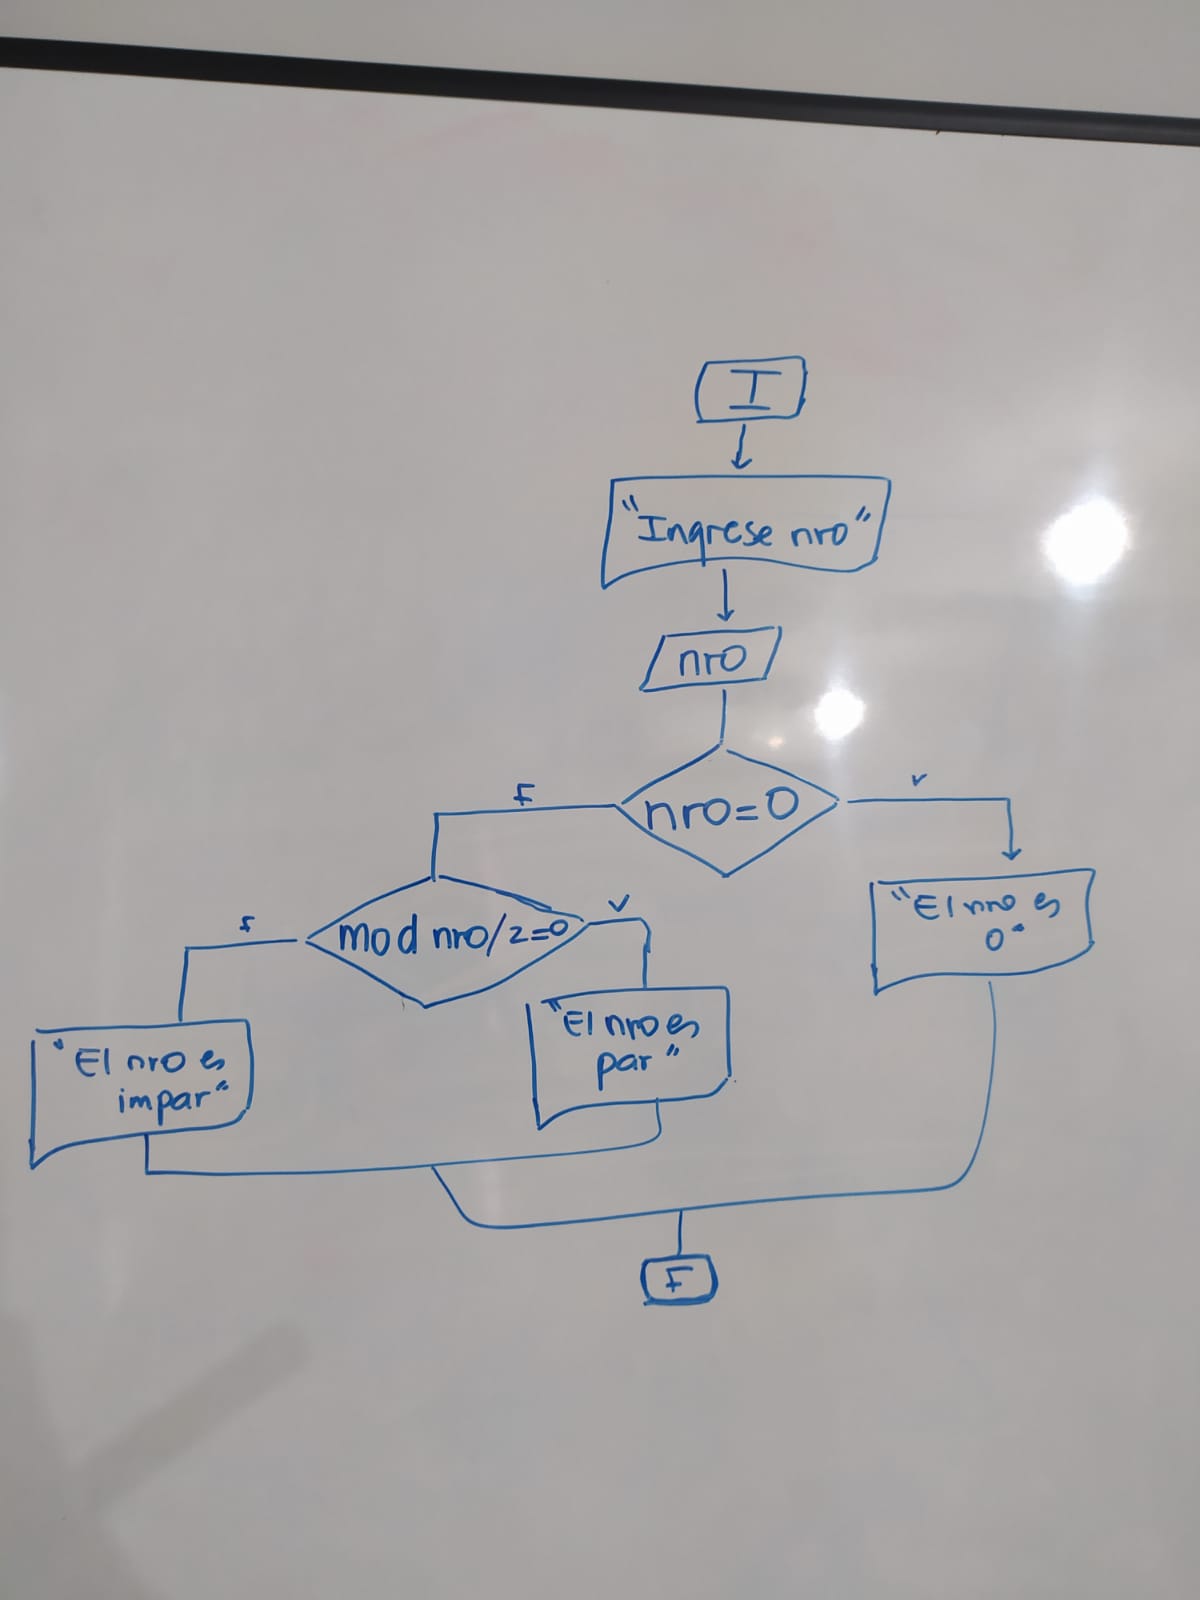 I
"Ingrese nro"
nro
nro=0
F
v
mod nro/2=0
F
v
"El nro es
0"
"El nro es
par"
"El nro es
impar"
F